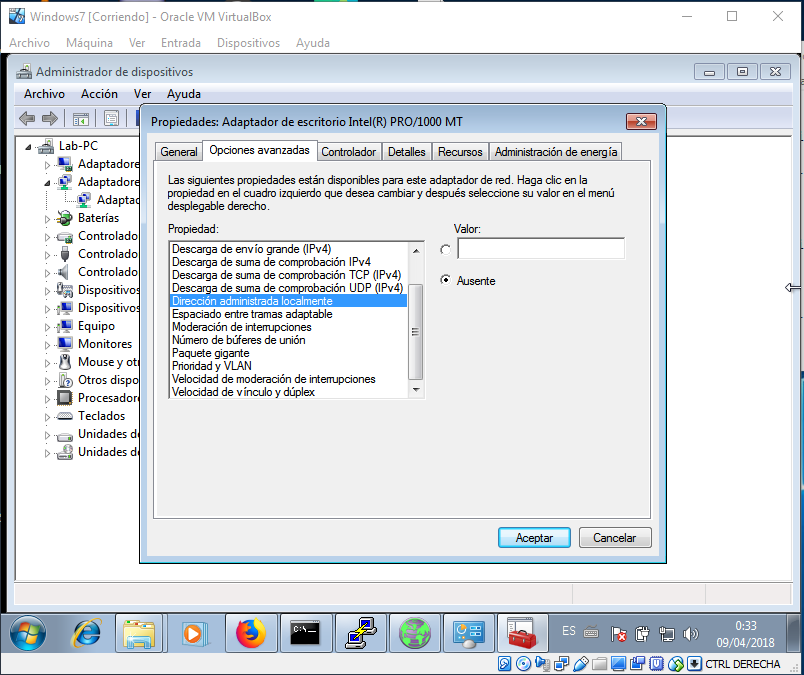 Windows7 [Corriendo] - Oracle VM VirtualBox
Archivo Máquina Ver Entrada Dispositivos Ayuda
Administrador de dispositivos
Archivo Acción Ver Ayuda
Propiedades: Adaptador de escritorio Intel(R) PRO/1000 MT
General Opciones avanzadas Controlador Detalles Recursos Administración de energía
Las siguientes propiedades están disponibles para este adaptador de red. Haga clic en la
propiedad en el cuadro izquierdo que desea cambiar y después seleccione su valor en el menú
desplegable derecho.
Propiedad:
Descarga de envío grande (IPv4)
Descarga de suma de comprobación IPv4
Descarga de suma de comprobación TCP (IPv4)
Descarga de suma de comprobación UDP (IPv4)
Dirección administrada localmente
Espaciado entre tramas adaptable
Moderación de interrupciones
Número de búferes de unión
Paquete gigante
Prioridad y VLAN
Velocidad de moderación de interrupciones
Velocidad de vínculo y dúplex
Valor:
Ausente
Aceptar Cancelar
Lab-PC
Adaptadore
Adaptadore
Adaptac
Baterías
Controlado
Controlado
Controlado
Dispositivos
Dispositivos
Equipo
Monitores
Mouse y otr
Otros dispo
Procesadore
Teclados
Unidades de
Unidades de
C:\_
ES
0:33
09/04/2018
CTRL DERECHA